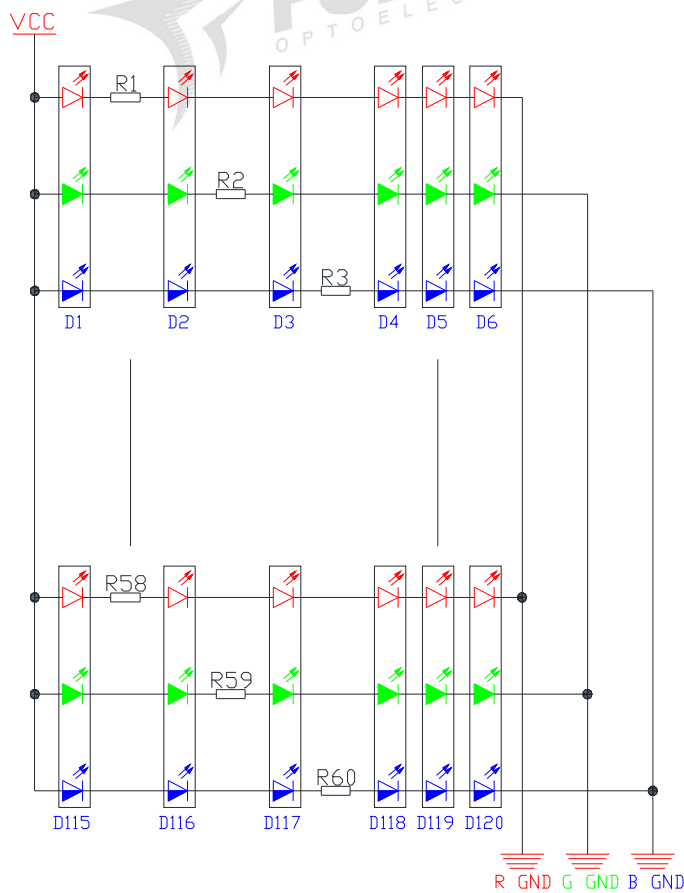 OPTOELEC
VCC
R1
R2
R3
D1 D2 D3 D4 D5 D6
R58
R59
R60
D115 D116 D117 D118 D119 D120
R GND G GND B GND